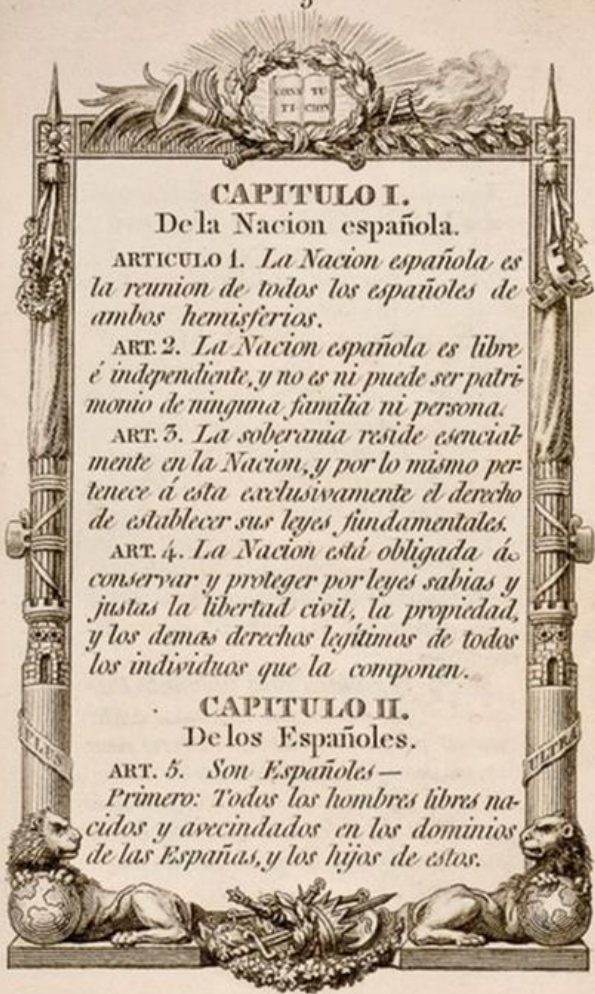 3
CONS TU
TI- CION
CAPITULO I.
De la Nacion española.
ARTICULO 1. La Nacion española es
la reunion de todos los españoles de
ambos hemisferios.
ART. 2. La Nacion española es libre
é independiente, y no es ni puede ser patri-
monio de ninguna familia ni persona.
ART. 3. La soberania reside esencial-
mente en la Nacion, y por lo mismo per-
tenece á esta exclusivamente el derecho
de establecer sus leyes fundamentales.
ART. 4. La Nacion está obligada á
conservar y proteger por leyes sabias y
justas la libertad civil, la propiedad,
y los demas derechos legítimos de todos
los individuos que la componen.
CAPITULO II.
De los Españoles.
PLUS
ULTRA
ART. 5. Son Españoles—
Primero: Todos los hombres libres na-
cidos y avecindados en los dominios
de las Españas, y los hijos de estos.